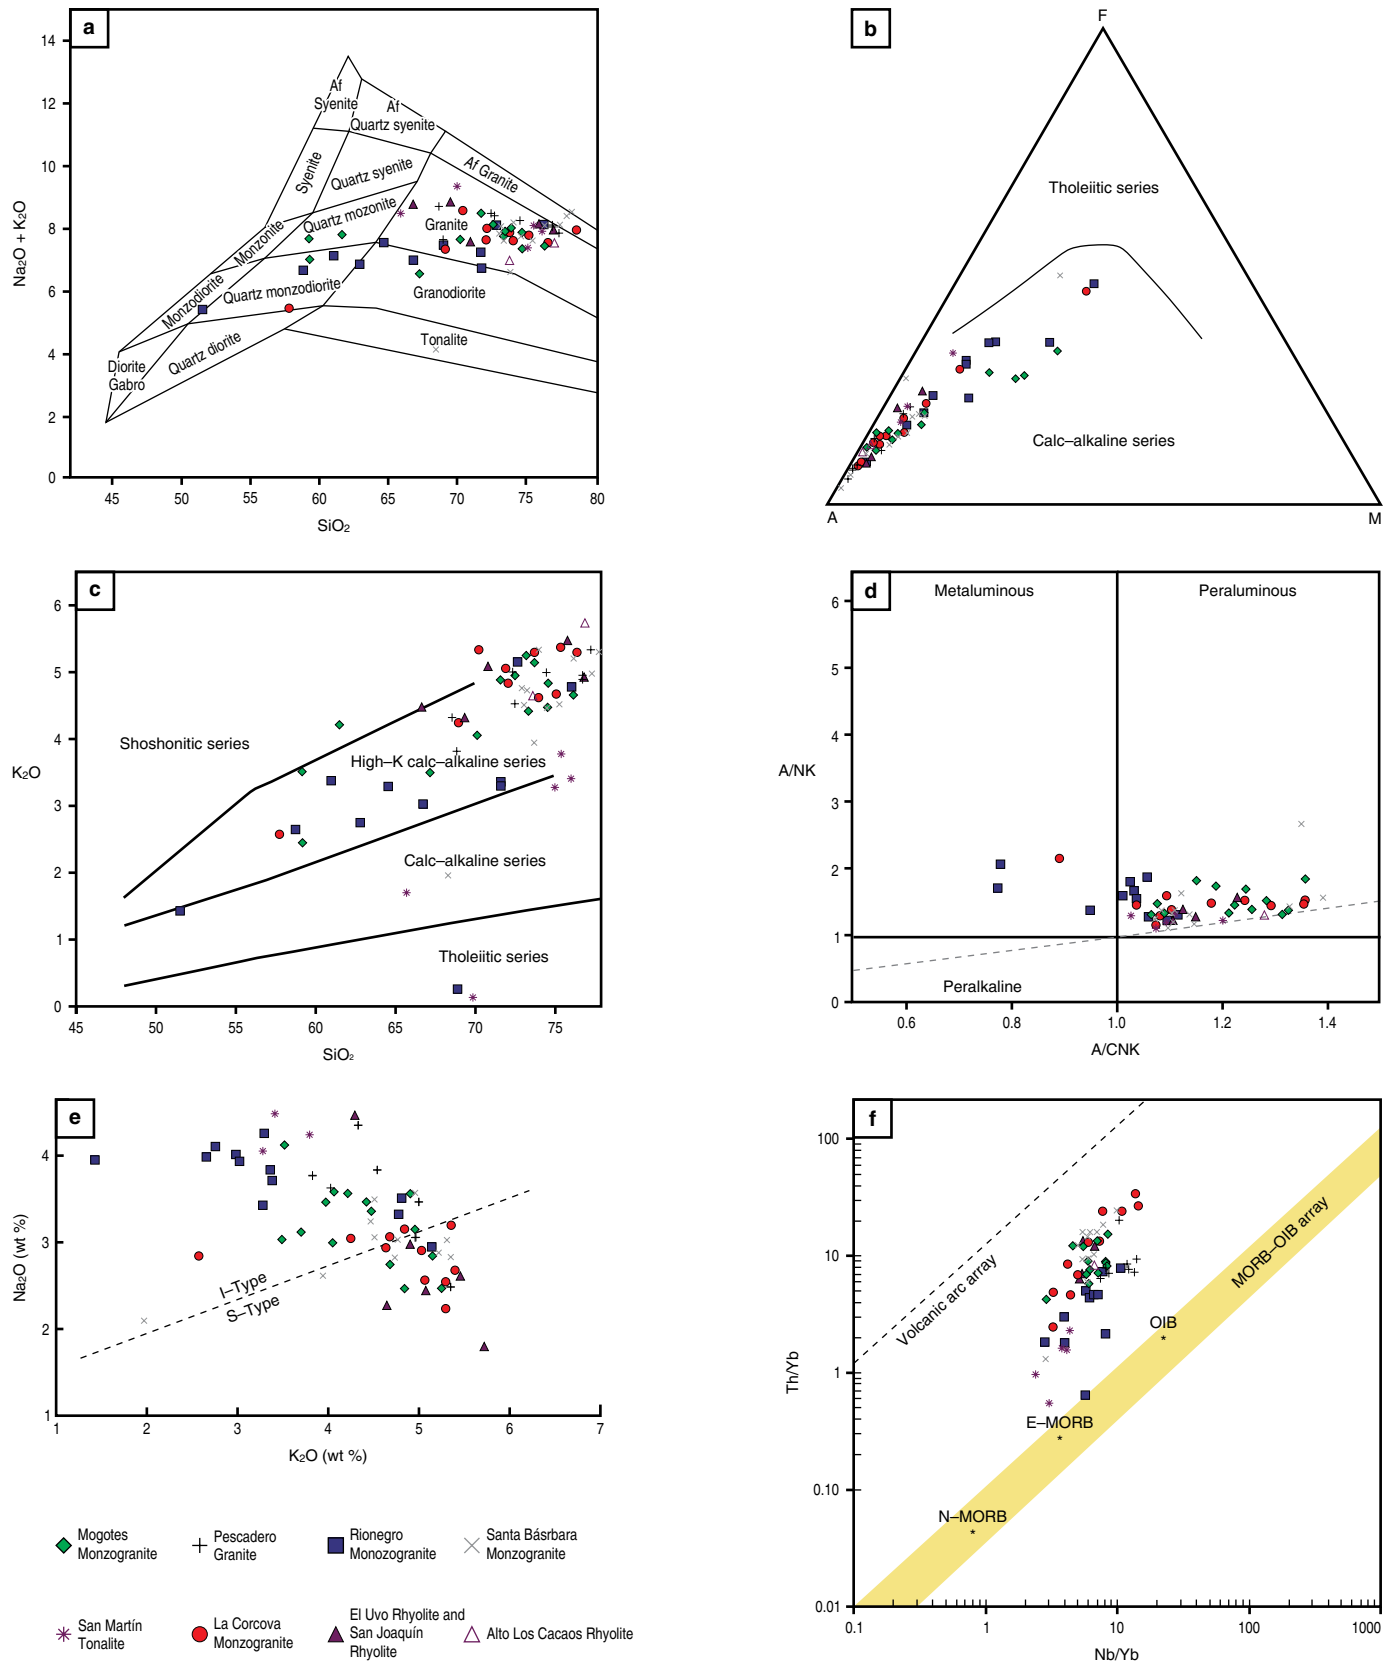 a
14
12
10
8
6
4
2
0
45
50
55
60
65
70
75
80
Na₂O + K₂O
SiO₂
Af
Syenite
Af
Quartz syenite
Syenite
Quartz syenite
Af Granite
Monzonite
Quartz mozonite
Granite
Monzodiorite
Quartz monzodiorite
Granodiorite
Diorite
Gabro
Quartz diorite
Tonalite
b
F
Tholeiitic series
Calc–alkaline series
A
M
c
6
5
4
3
2
1
0
45
50
55
60
65
70
75
K₂O
SiO₂
Shoshonitic series
High–K calc–alkaline series
Calc–alkaline series
Tholeiitic series
d
Metaluminous
Peraluminous
6
5
4
3
2
1
0
0.6
0.8
1.0
1.2
1.4
A/NK
A/CNK
Peralkaline
e
4
3
2
1
1
2
3
4
5
6
7
Na₂O (wt %)
K₂O (wt %)
I–Type
S–Type
f
100
10
1
0.10
0.01
0.1
1
10
100
1000
Th/Yb
Nb/Yb
Volcanic arc array
MORB–OIB array
OIB
E–MORB
N–MORB
Mogotes
Monzogranite
Pescadero
Granite
Rionegro
Monozogranite
Santa Básrbara
Monzogranite
San Martín
Tonalite
La Corcova
Monzogranite
El Uvo Rhyolite and
San Joaquín
Rhyolite
Alto Los Cacaos Rhyolite